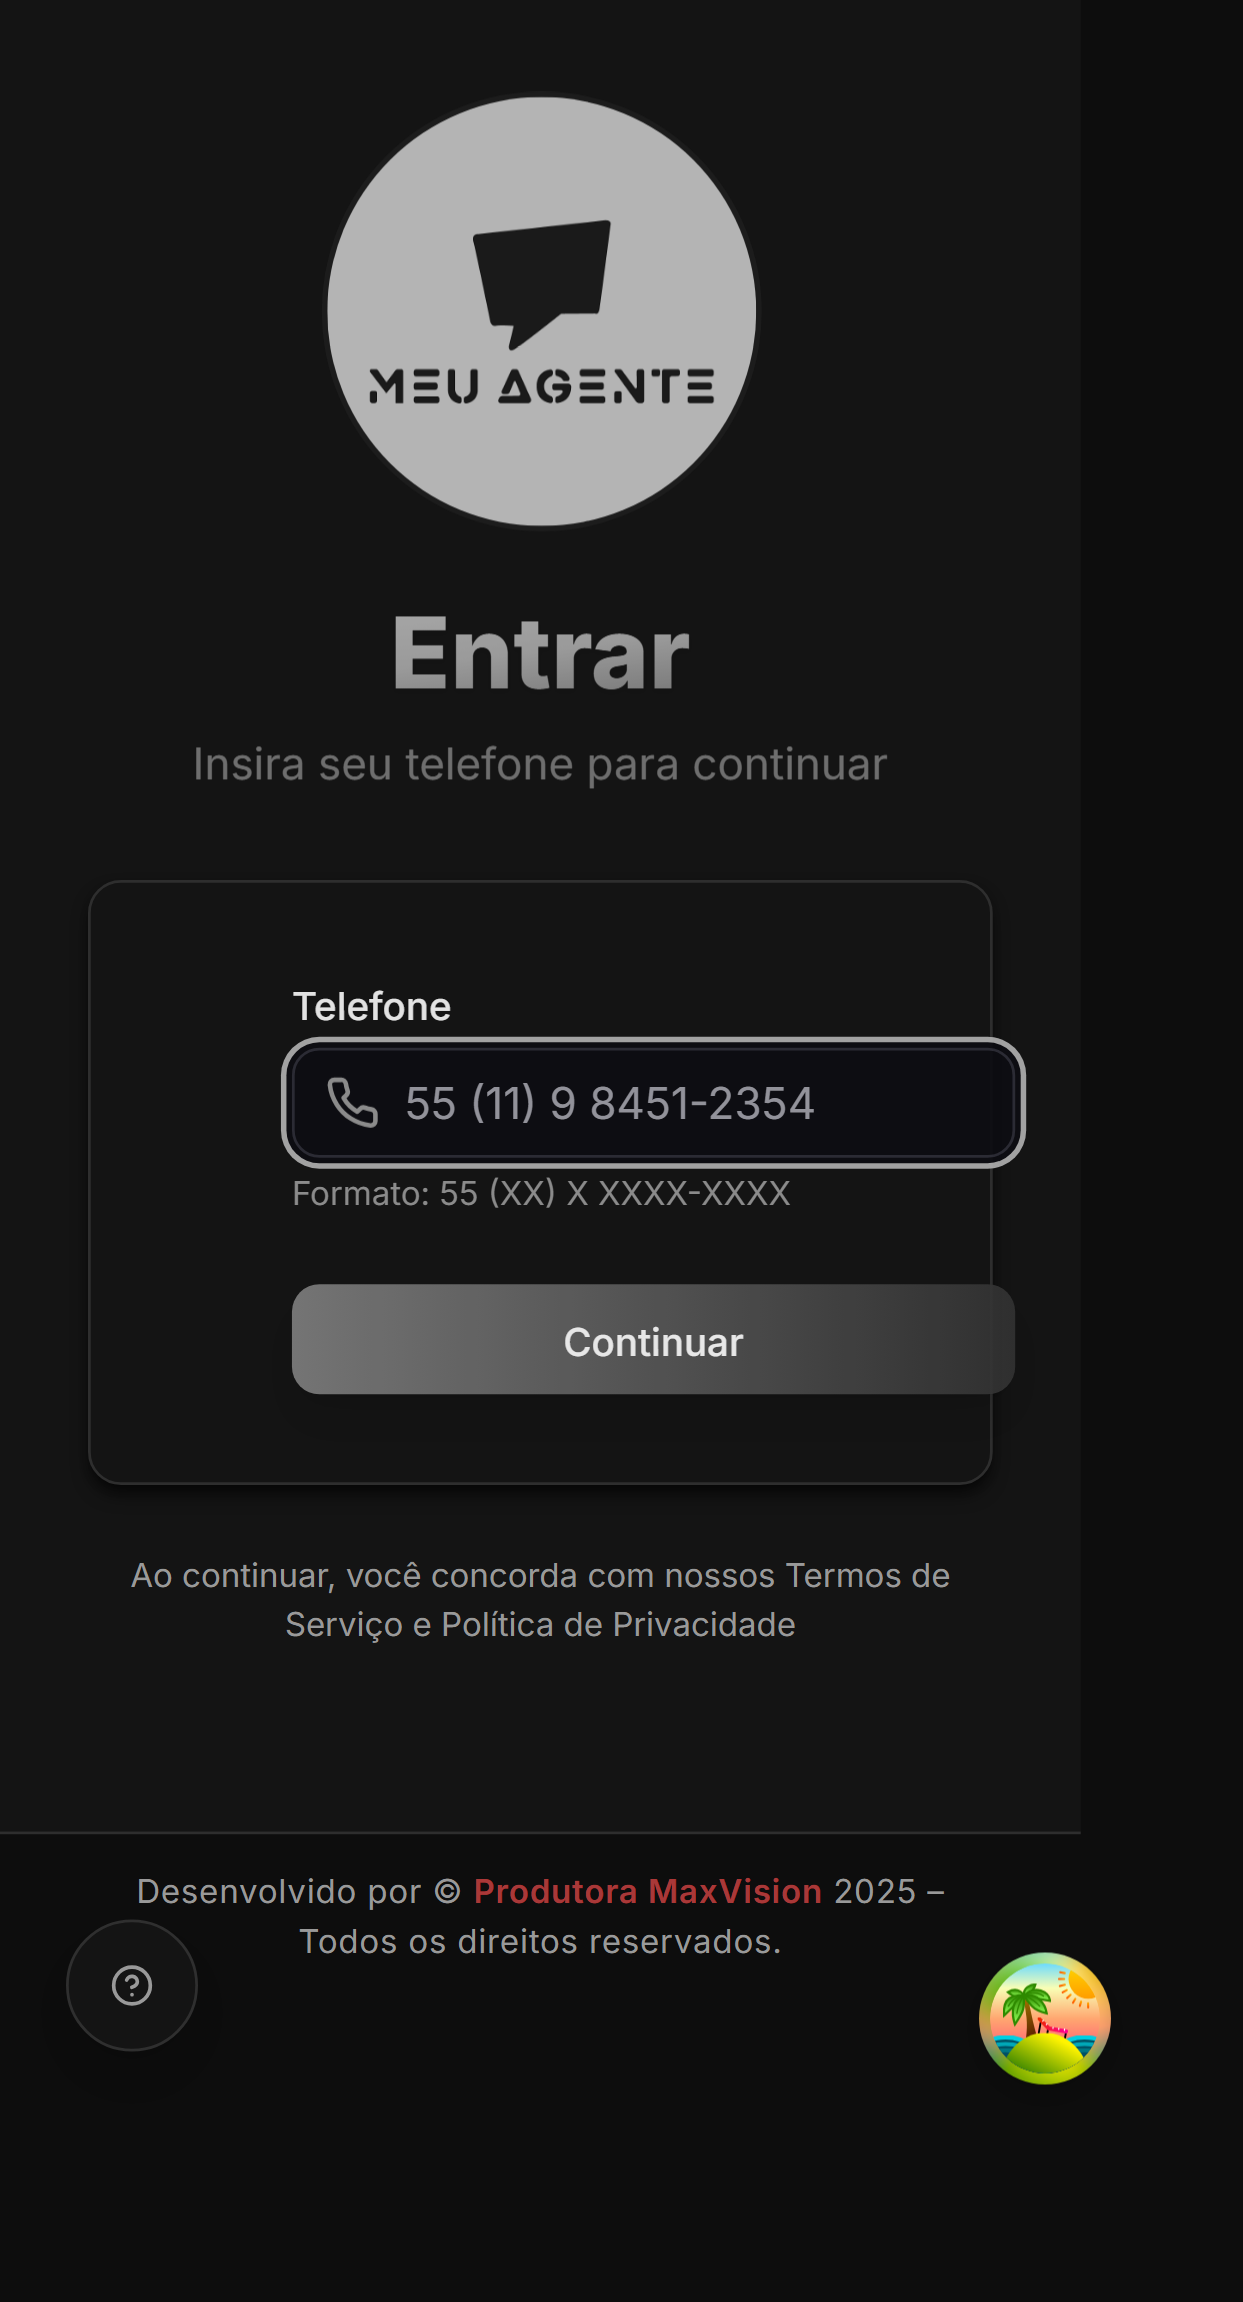 MEU AGENTE
Entrar
Insira seu telefone para continuar
Telefone
55 (11) 9 8451-2354
Formato: 55 (XX) X XXXX-XXXX
Continuar
Ao continuar, você concorda com nossos Termos de
Serviço e Política de Privacidade
Desenvolvido por © Produtora MaxVision 2025 –
Todos os direitos reservados.